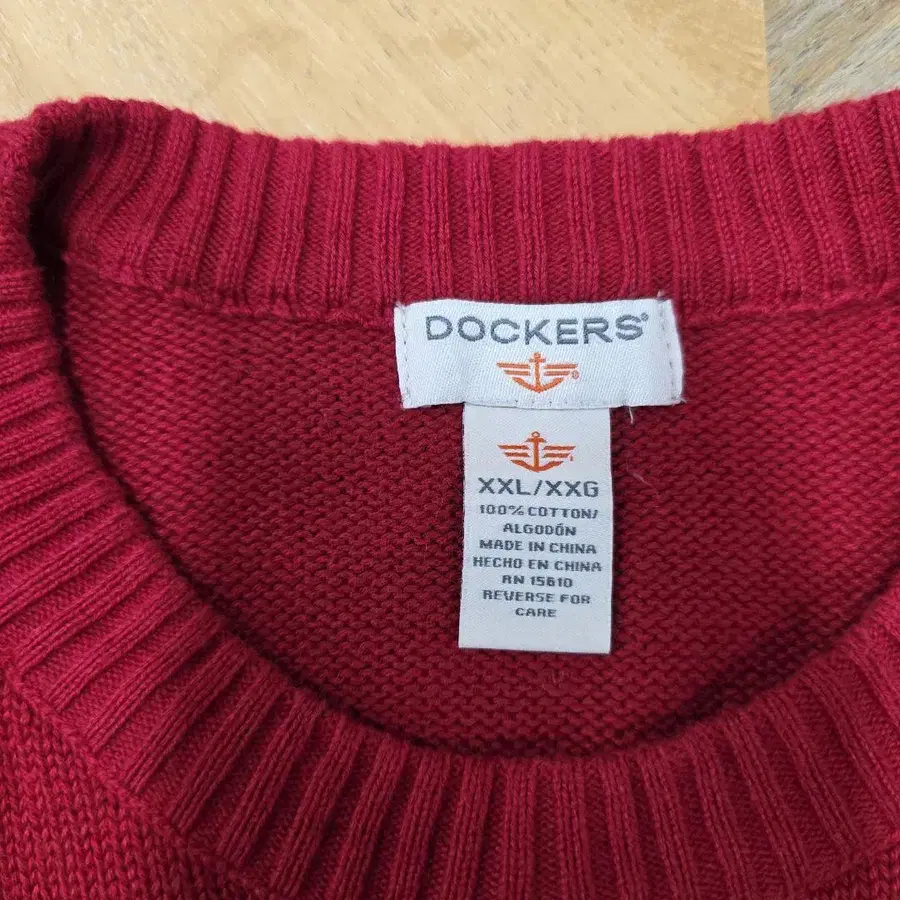 DOCKERS®
XXL/XXG
100% COTTON/
ALGODÓN
MADE IN CHINA
HECHO EN CHINA
RN 15610
REVERSE FOR
CARE